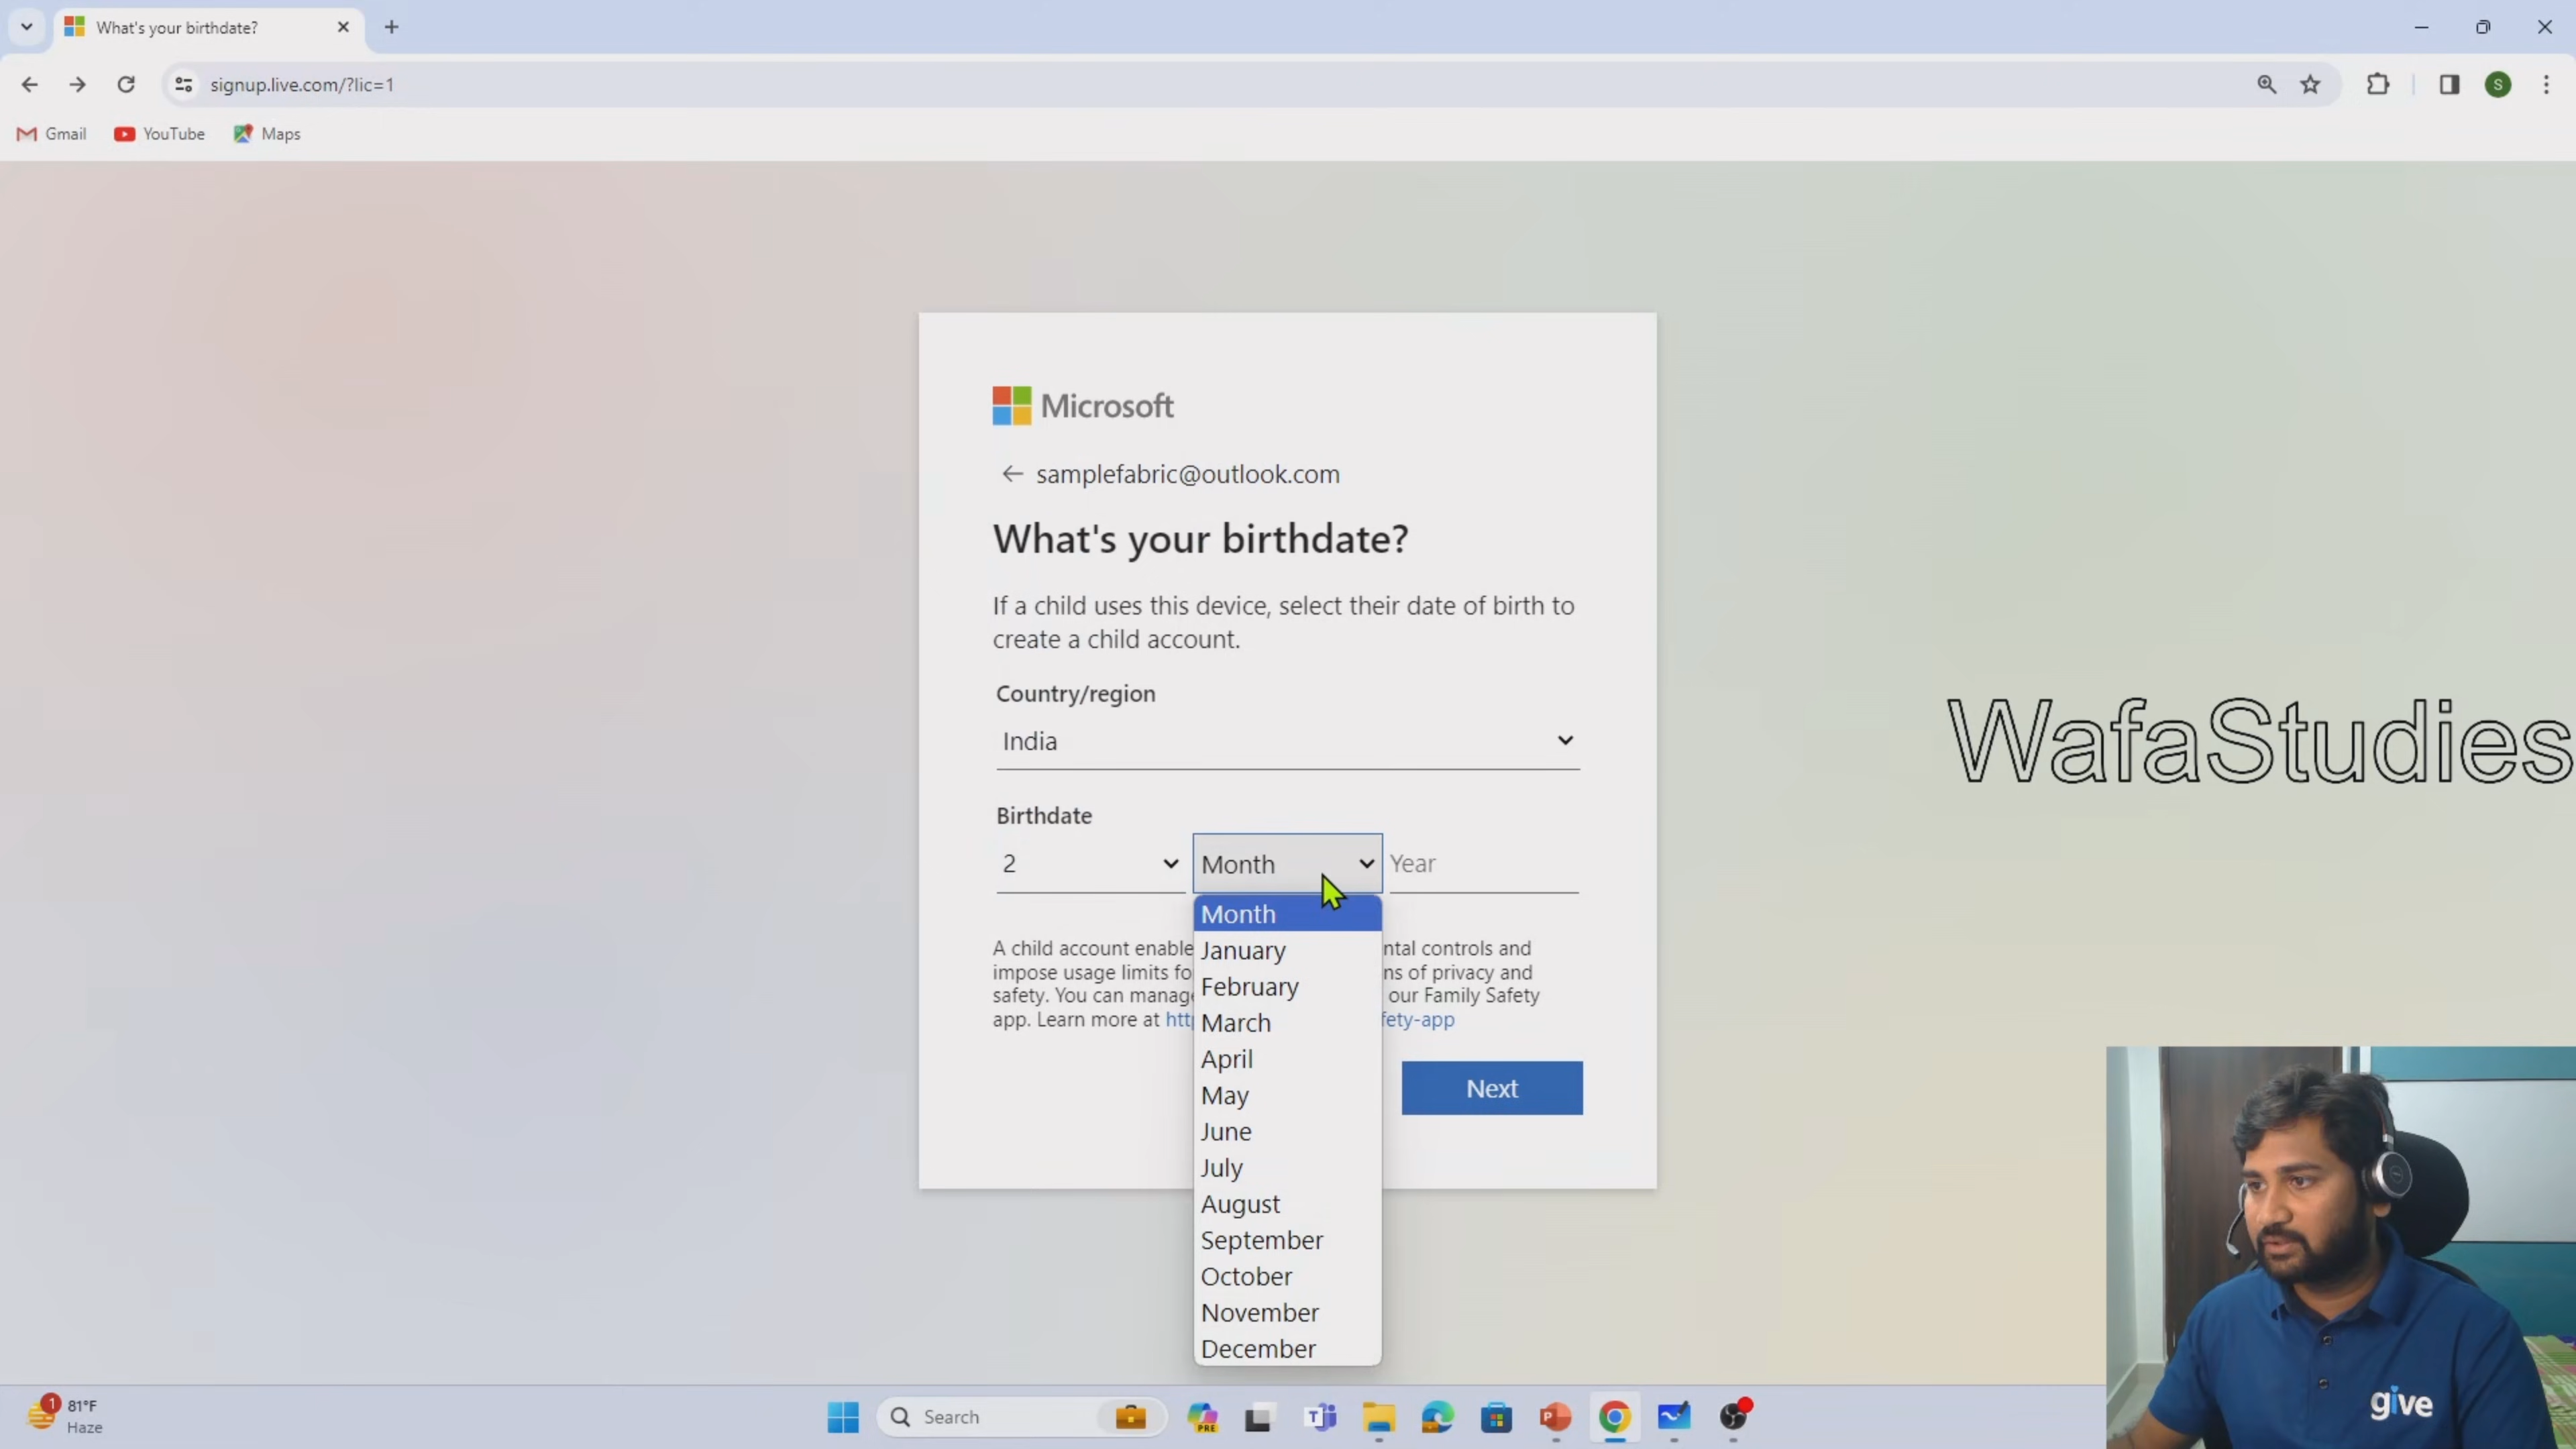 What's your birthdate?
signup.live.com/?lic=1
Gmail
YouTube
Maps
S
Microsoft
samplefabric@outlook.com
What's your birthdate?
If a child uses this device, select their date of birth to
create a child account.
Country/region
India
Birthdate
2
Month
Year
Month
January
February
March
April
May
June
July
August
September
October
November
December
A child account enable
ntal controls and
impose usage limits fo
ns of privacy and
safety. You can manage
our Family Safety
app. Learn more at http
fety-app
Next
WafaStudies
give
1
81°F
Haze
Search
PRE